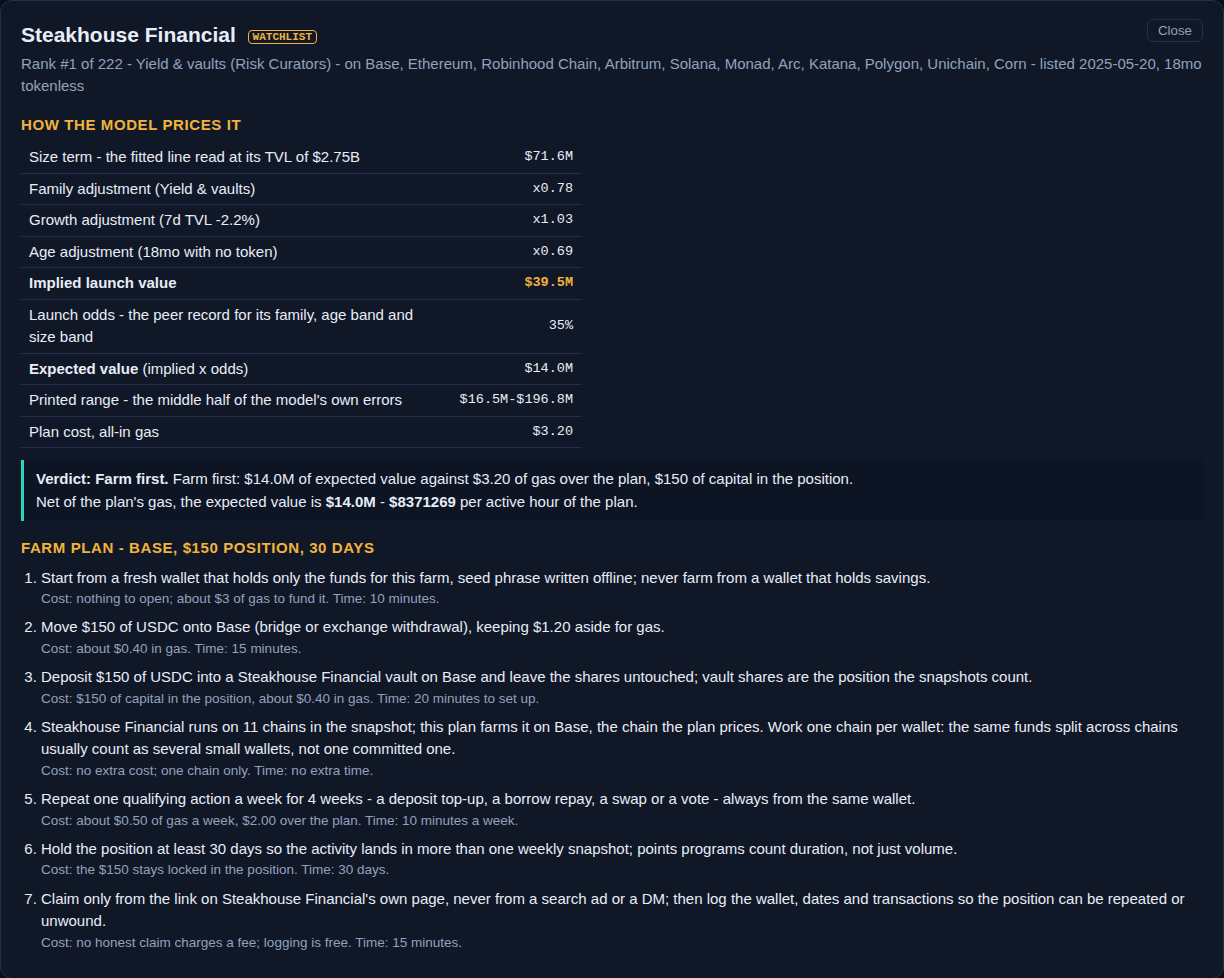 Steakhouse Financial WATCHLIST
Close
Rank #1 of 222 - Yield & vaults (Risk Curators) - on Base, Ethereum, Robinhood Chain, Arbitrum, Solana, Monad, Arc, Katana, Polygon, Unichain, Corn - listed 2025-05-20, 18mo
tokenless
HOW THE MODEL PRICES IT
Size term - the fitted line read at its TVL of $2.75B $71.6M
Family adjustment (Yield & vaults) x0.78
Growth adjustment (7d TVL -2.2%) x1.03
Age adjustment (18mo with no token) x0.69
Implied launch value $39.5M
Launch odds - the peer record for its family, age band and
size band 35%
Expected value (implied x odds) $14.0M
Printed range - the middle half of the model's own errors $16.5M-$196.8M
Plan cost, all-in gas $3.20
Verdict: Farm first. Farm first: $14.0M of expected value against $3.20 of gas over the plan, $150 of capital in the position.
Net of the plan's gas, the expected value is $14.0M - $8371269 per active hour of the plan.
FARM PLAN - BASE, $150 POSITION, 30 DAYS
1. Start from a fresh wallet that holds only the funds for this farm, seed phrase written offline; never farm from a wallet that holds savings.
Cost: nothing to open; about $3 of gas to fund it. Time: 10 minutes.
2. Move $150 of USDC onto Base (bridge or exchange withdrawal), keeping $1.20 aside for gas.
Cost: about $0.40 in gas. Time: 15 minutes.
3. Deposit $150 of USDC into a Steakhouse Financial vault on Base and leave the shares untouched; vault shares are the position the snapshots count.
Cost: $150 of capital in the position, about $0.40 in gas. Time: 20 minutes to set up.
4. Steakhouse Financial runs on 11 chains in the snapshot; this plan farms it on Base, the chain the plan prices. Work one chain per wallet: the same funds split across chains
usually count as several small wallets, not one committed one.
Cost: no extra cost; one chain only. Time: no extra time.
5. Repeat one qualifying action a week for 4 weeks - a deposit top-up, a borrow repay, a swap or a vote - always from the same wallet.
Cost: about $0.50 of gas a week, $2.00 over the plan. Time: 10 minutes a week.
6. Hold the position at least 30 days so the activity lands in more than one weekly snapshot; points programs count duration, not just volume.
Cost: the $150 stays locked in the position. Time: 30 days.
7. Claim only from the link on Steakhouse Financial's own page, never from a search ad or a DM; then log the wallet, dates and transactions so the position can be repeated or
unwound.
Cost: no honest claim charges a fee; logging is free. Time: 15 minutes.